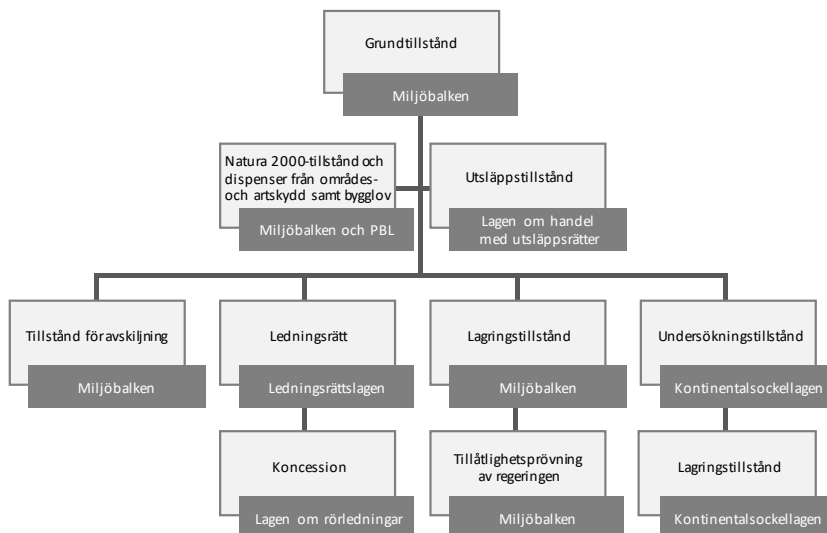 Grundtillstånd
Miljöbalken
Natura 2000-tillstånd och
dispenser från områdes-
och artskydd samt bygglov
Miljöbalken och PBL
Utsläppstillstånd
Lagen om handel
med utsläppsrätter
Tillstånd för avskiljning
Miljöbalken
Ledningsrätt
Ledningsrättslagen
Lagringstillstånd
Miljöbalken
Undersökningstillstånd
Kontinentalsockellagen
Koncession
Lagen om rörledningar
Tillåtlighetsprövning
av regeringen
Miljöbalken
Lagringstillstånd
Kontinentalsockellagen